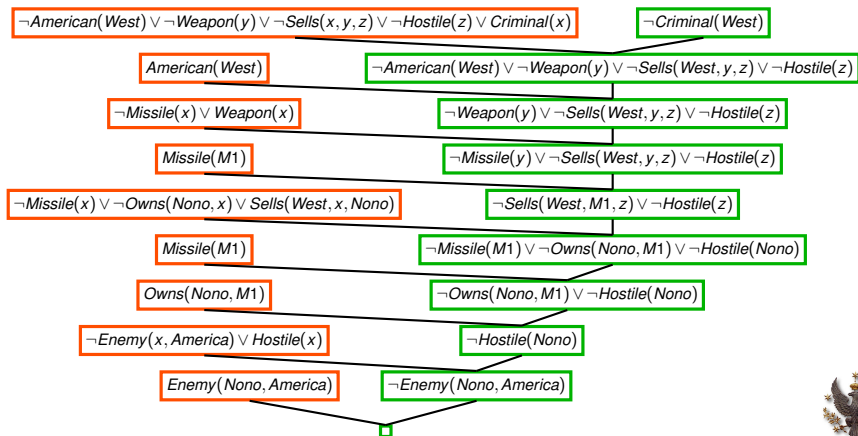 ¬American(West) ∨ ¬Weapon(y) ∨ ¬Sells(x, y, z) ∨ ¬Hostile(z) ∨ Criminal(x)
¬Criminal(West)
American(West)
¬American(West) ∨ ¬Weapon(y) ∨ ¬Sells(West, y, z) ∨ ¬Hostile(z)
¬Missile(x) ∨ Weapon(x)
¬Weapon(y) ∨ ¬Sells(West, y, z) ∨ ¬Hostile(z)
Missile(M1)
¬Missile(y) ∨ ¬Sells(West, y, z) ∨ ¬Hostile(z)
¬Missile(x) ∨ ¬Owns(Nono, x) ∨ Sells(West, x, Nono)
¬Sells(West, M1, z) ∨ ¬Hostile(z)
Missile(M1)
¬Missile(M1) ∨ ¬Owns(Nono, M1) ∨ ¬Hostile(Nono)
Owns(Nono, M1)
¬Owns(Nono, M1) ∨ ¬Hostile(Nono)
¬Enemy(x, America) ∨ Hostile(x)
¬Hostile(Nono)
Enemy(Nono, America)
¬Enemy(Nono, America)